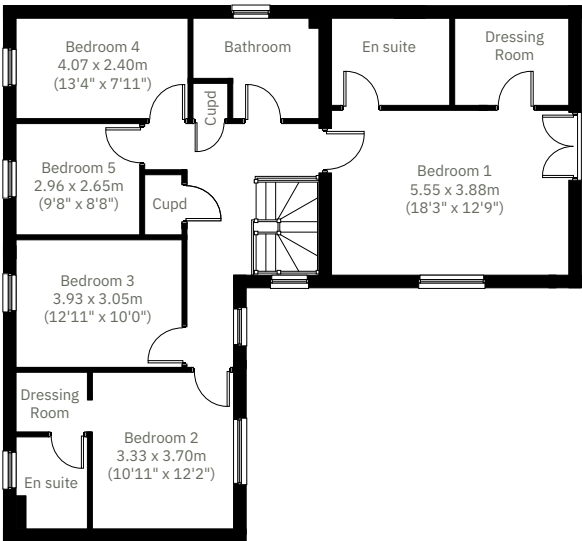 Bedroom 4
4.07 x 2.40m
(13'4" x 7'11")
Bathroom
En suite
Dressing
Room
Cupd
Bedroom 5
2.96 x 2.65m
(9'8" x 8'8")
Cupd
Bedroom 1
5.55 x 3.88m
(18'3" x 12'9")
Bedroom 3
3.93 x 3.05m
(12'11" x 10'0")
Dressing
Room
Bedroom 2
3.33 x 3.70m
(10'11" x 12'2")
En suite